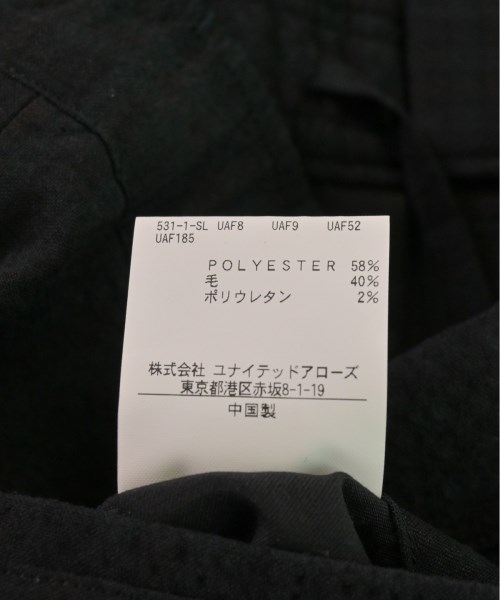 531-1-SL UAF8 UAF9 UAF52
UAF185
POLYESTER 58%
毛 40%
ポリウレタン 2%
株式会社 ユナイテッドアローズ
東京都港区赤坂8-1-19
中国製